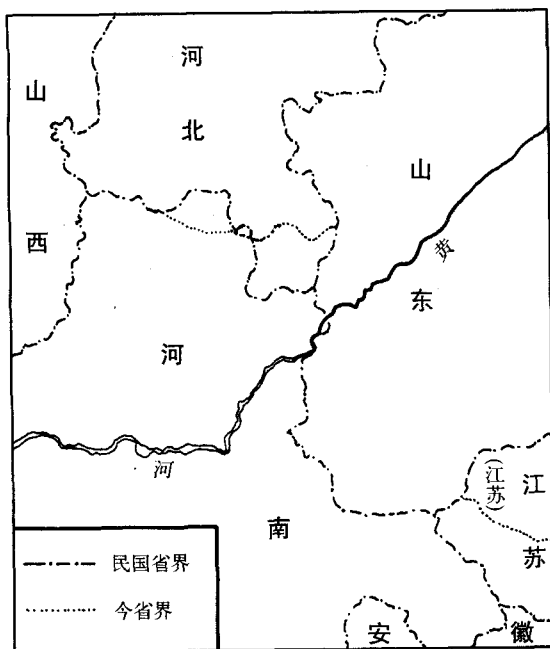 河
北
山
西
山
东
黄
河
河
南
(江苏)
江
苏
安
徽
民国省界
今省界